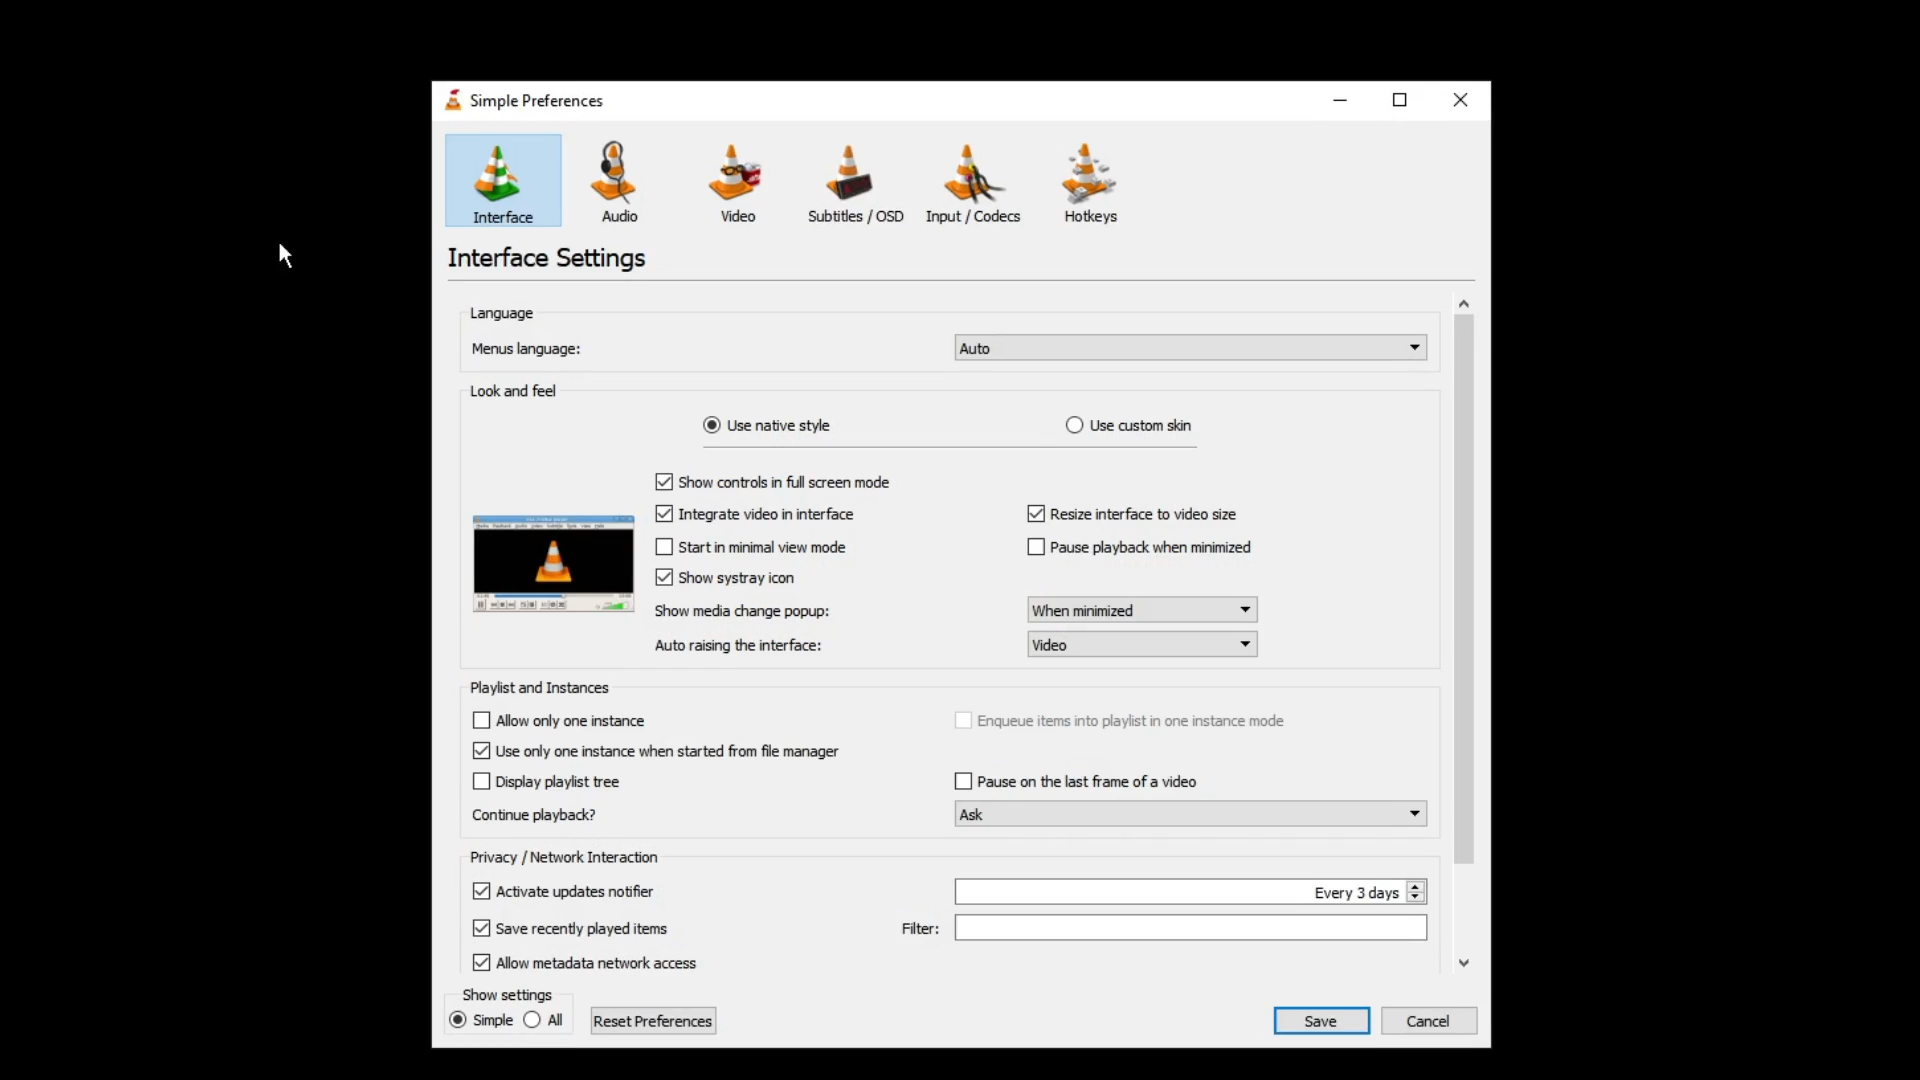 Simple Preferences
Interface
Audio
Video
Subtitles / OSD
Input / Codecs
Hotkeys
Interface Settings
Language
Menus language:
Auto
Look and feel
Use native style
Use custom skin
Show controls in full screen mode
Integrate video in interface
Resize interface to video size
Start in minimal view mode
Pause playback when minimized
Show systray icon
Show media change popup:
When minimized
Auto raising the interface:
Video
Playlist and Instances
Allow only one instance
Enqueue items into playlist in one instance mode
Use only one instance when started from file manager
Display playlist tree
Pause on the last frame of a video
Continue playback?
Ask
Privacy / Network Interaction
Activate updates notifier
Every 3 days
Save recently played items
Filter:
Allow metadata network access
Show settings
Simple
All
Reset Preferences
Save
Cancel